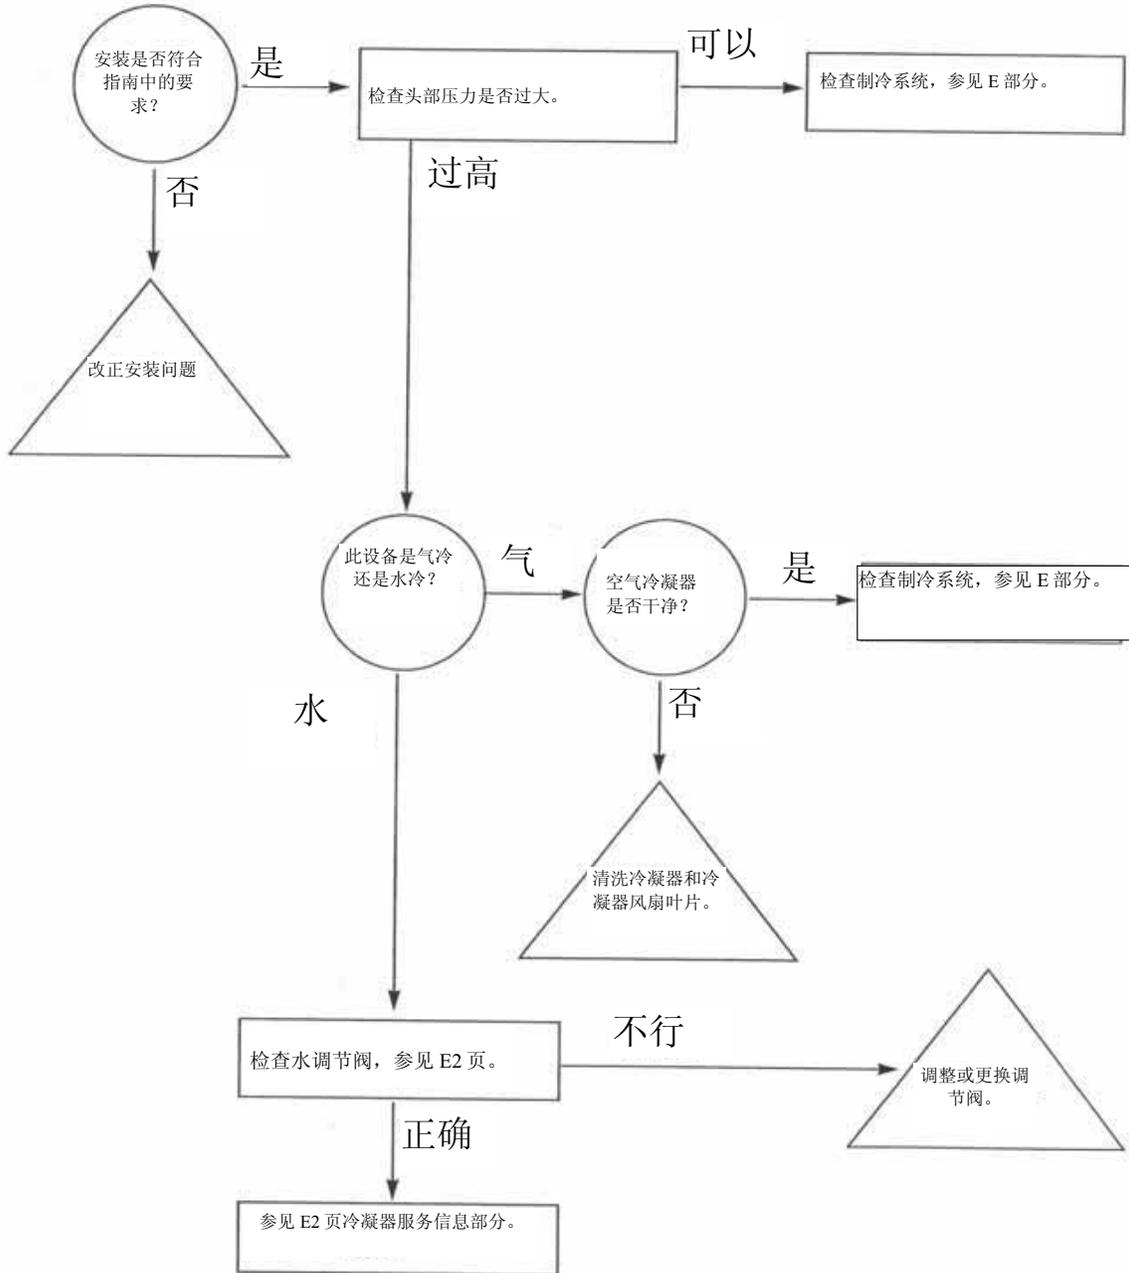 安装是否符合
指南中的要
求？
是
检查头部压力是否过大。
可以
检查制冷系统，参见 E 部分。
否
过高
改正安装问题
此设备是气冷
还是水冷？
气
空气冷凝器
是否干净？
是
检查制冷系统，参见 E 部分。
水
否
清洗冷凝器和冷
凝器风扇叶片。
检查水调节阀，参见 E2 页。
不行
调整或更换调
节阀。
正确
参见 E2 页冷凝器服务信息部分。